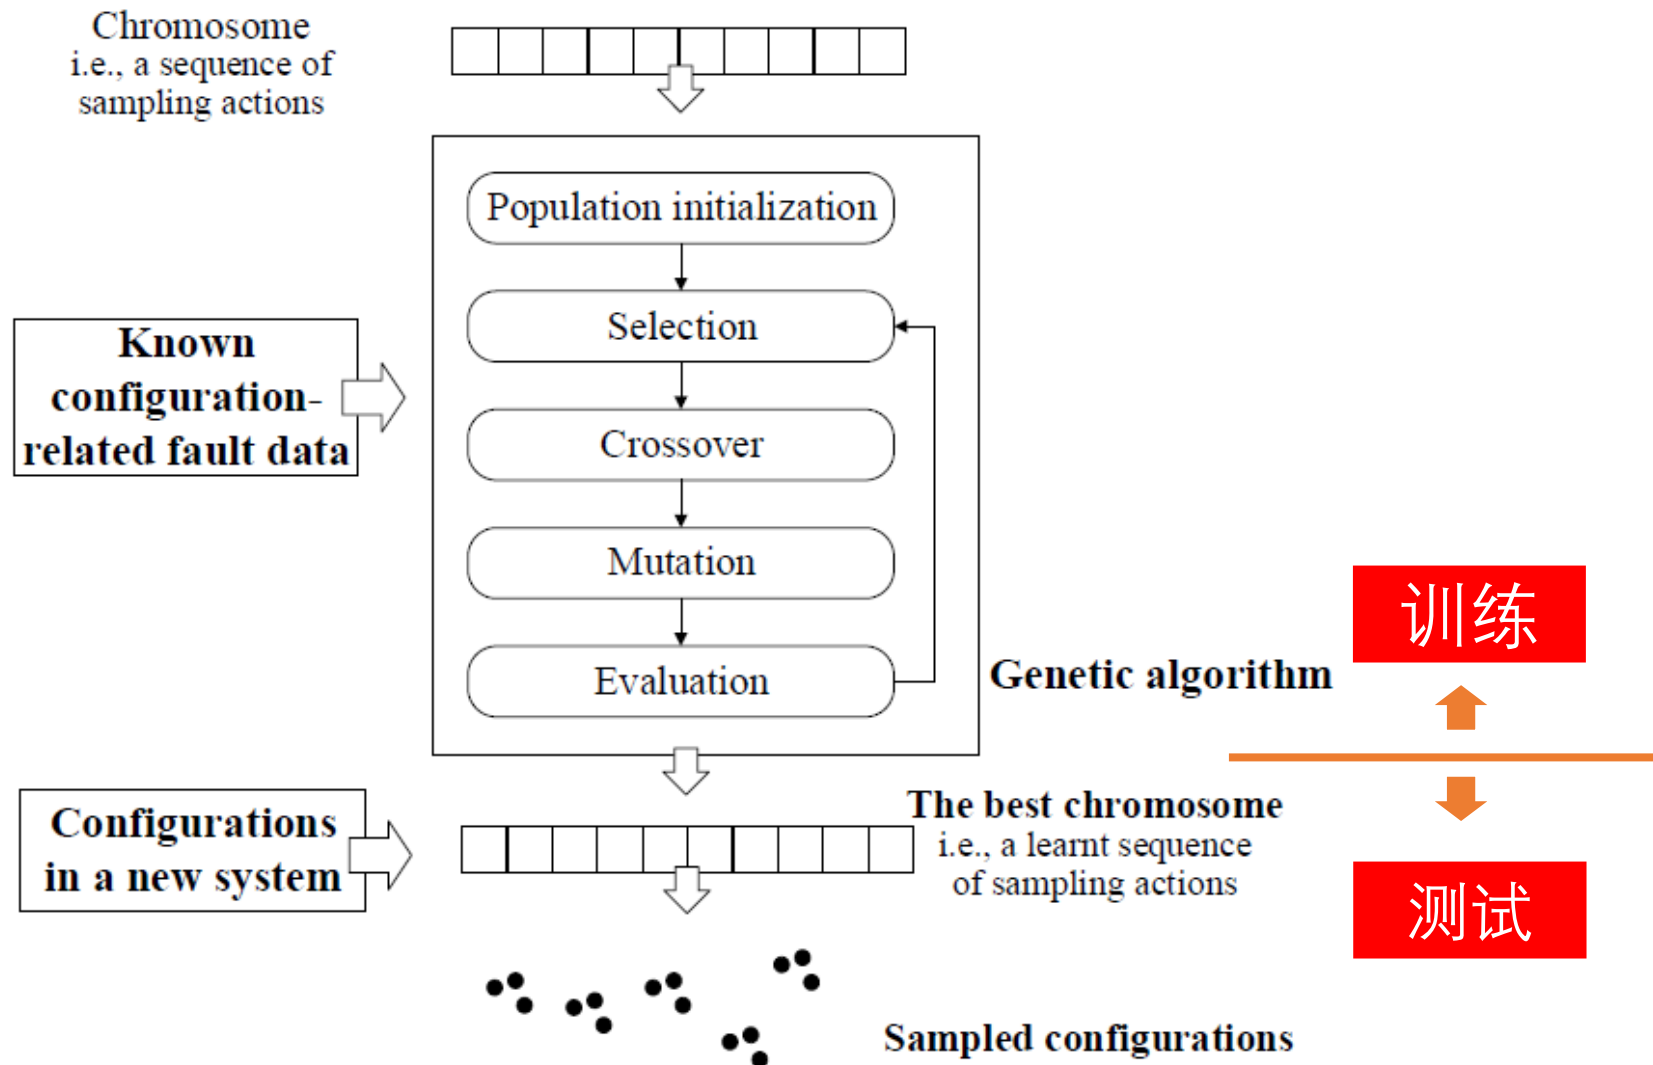 Chromosome
i.e., a sequence of
sampling actions
Population initialization
Selection
Known
configuration-
related fault data
Crossover
Mutation
Evaluation
Genetic algorithm
训练
Configurations
in a new system
The best chromosome
i.e., a learnt sequence
of sampling actions
测试
Sampled configurations